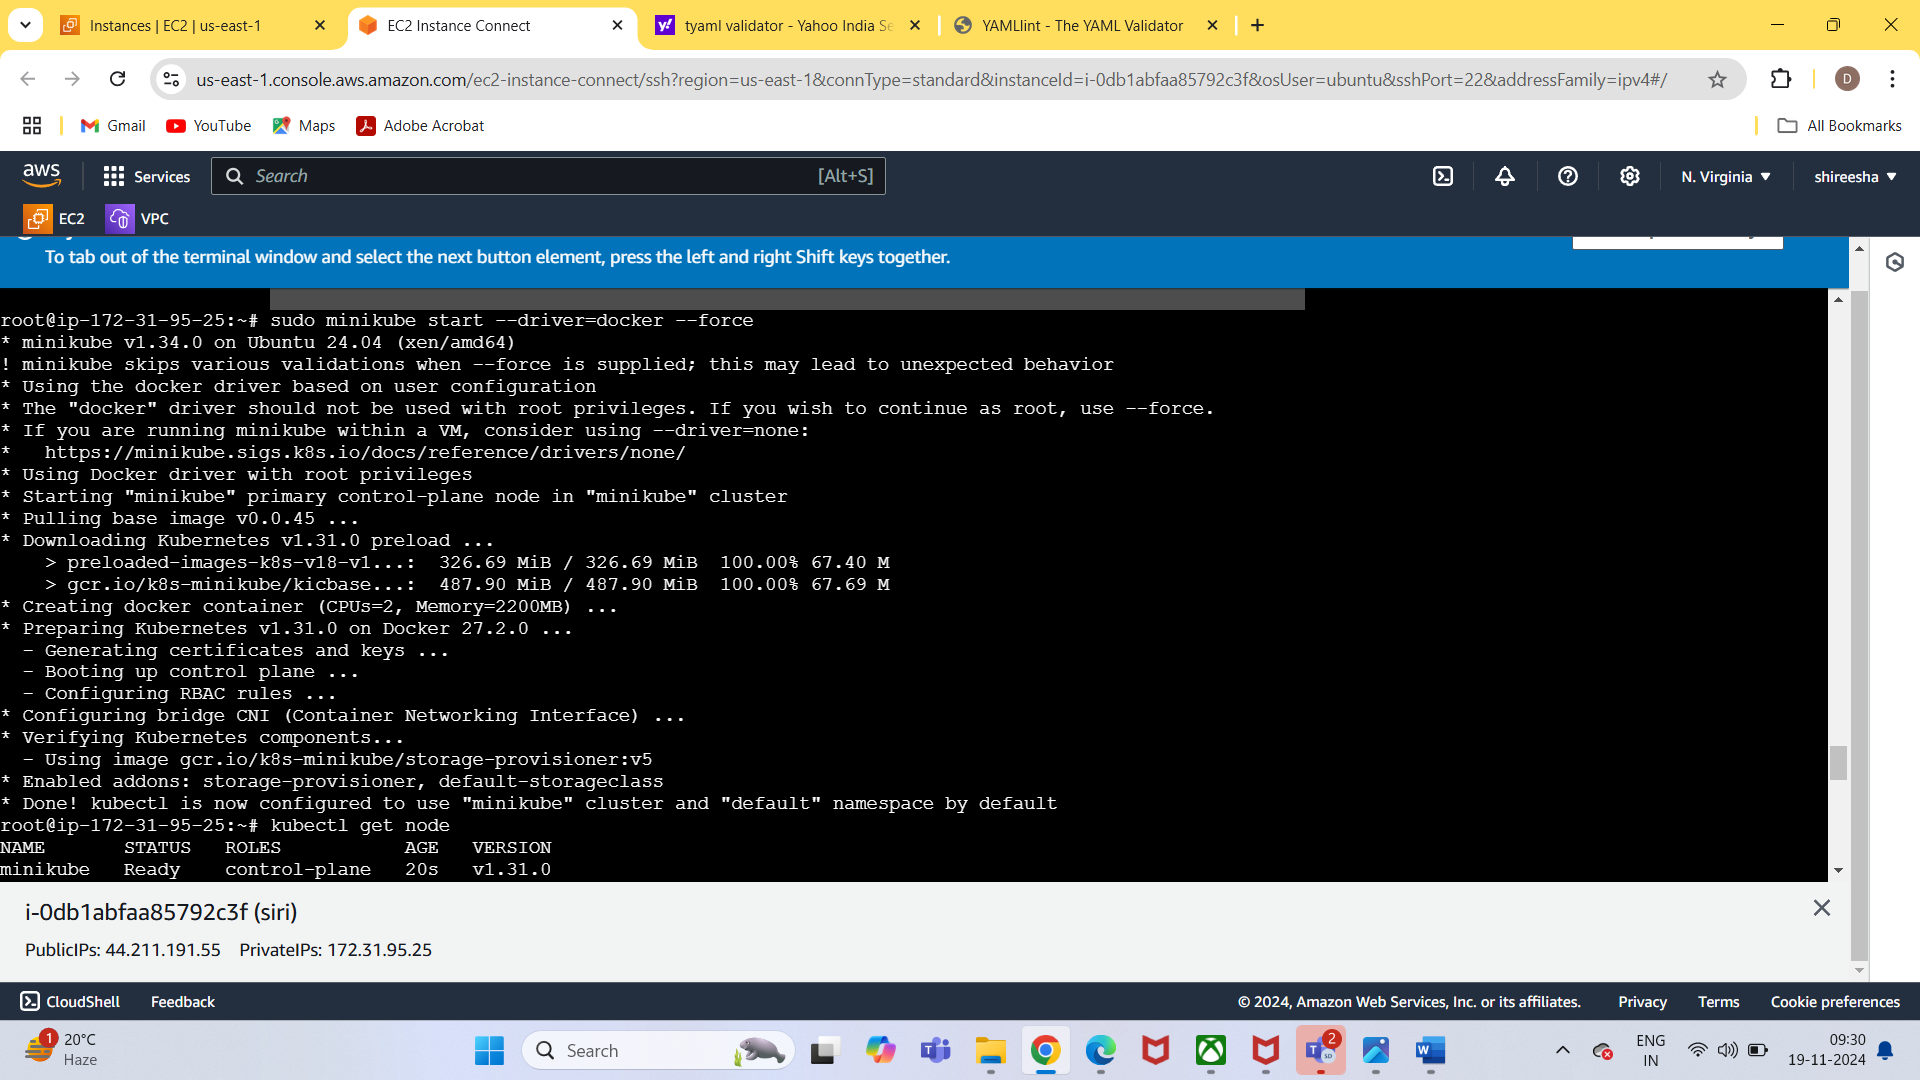 Instances | EC2 | us-east-1
EC2 Instance Connect
tyaml validator - Yahoo India Se
YAMLlint - The YAML Validator
us-east-1.console.aws.amazon.com/ec2-instance-connect/ssh?region=us-east-1&connType=standard&instanceId=i-0db1abfaa85792c3f&osUser=ubuntu&sshPort=22&addressFamily=ipv4#/
D
Gmail
YouTube
Maps
Adobe Acrobat
All Bookmarks
aws
Services
Search
[Alt+S]
N. Virginia
shireesha
EC2
VPC
To tab out of the terminal window and select the next button element, press the left and right Shift keys together.
root@ip-172-31-95-25:~# sudo minikube start --driver=docker --force
* minikube v1.34.0 on Ubuntu 24.04 (xen/amd64)
! minikube skips various validations when --force is supplied; this may lead to unexpected behavior
* Using the docker driver based on user configuration
* The "docker" driver should not be used with root privileges. If you wish to continue as root, use --force.
* If you are running minikube within a VM, consider using --driver=none:
*   https://minikube.sigs.k8s.io/docs/reference/drivers/none/
* Using Docker driver with root privileges
* Starting "minikube" primary control-plane node in "minikube" cluster
* Pulling base image v0.0.45 ...
* Downloading Kubernetes v1.31.0 preload ...
    > preloaded-images-k8s-v18-v1...:  326.69 MiB / 326.69 MiB  100.00% 67.40 M
    > gcr.io/k8s-minikube/kicbase...:  487.90 MiB / 487.90 MiB  100.00% 67.69 M
* Creating docker container (CPUs=2, Memory=2200MB) ...
* Preparing Kubernetes v1.31.0 on Docker 27.2.0 ...
  - Generating certificates and keys ...
  - Booting up control plane ...
  - Configuring RBAC rules ...
* Configuring bridge CNI (Container Networking Interface) ...
* Verifying Kubernetes components...
  - Using image gcr.io/k8s-minikube/storage-provisioner:v5
* Enabled addons: storage-provisioner, default-storageclass
* Done! kubectl is now configured to use "minikube" cluster and "default" namespace by default
root@ip-172-31-95-25:~# kubectl get node
NAME       STATUS   ROLES           AGE   VERSION
minikube   Ready    control-plane   20s   v1.31.0
i-0db1abfaa85792c3f (siri)
PublicIPs: 44.211.191.55 PrivateIPs: 172.31.95.25
CloudShell
Feedback
© 2024, Amazon Web Services, Inc. or its affiliates.
Privacy
Terms
Cookie preferences
1
20°C
Haze
Search
2
ENG
IN
09:30
19-11-2024